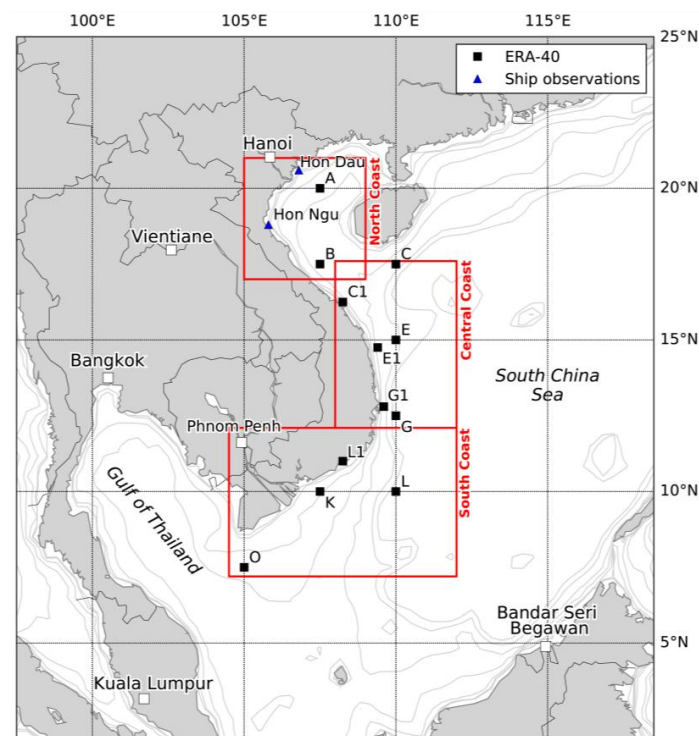 100°E 105°E 110°E 115°E
25°N
ERA-40
Ship observations
Hanoi
Hon Dau
A
20°N
North Coast
Hon Ngu
Vientiane
B
C
C1
Central Coast
E
15°N
E1
Bangkok
South China
Sea
G1
Phnom Penh
G
L1
South Coast
Gulf of Thailand
K
L
10°N
O
Bandar Seri
Begawan
5°N
Kuala Lumpur